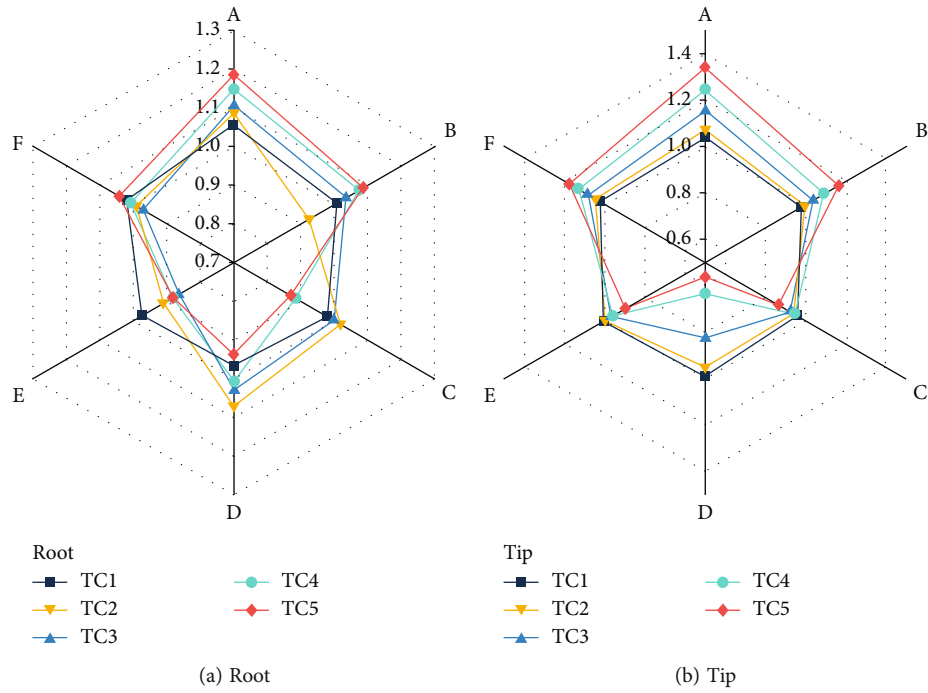 A
B
C
D
E
F
1.3
1.2
1.1
1.0
0.9
0.8
0.7
Root
TC1
TC2
TC3
TC4
TC5
(a) Root
A
B
C
D
E
F
1.4
1.2
1.0
0.8
0.6
Tip
TC1
TC2
TC3
TC4
TC5
(b) Tip